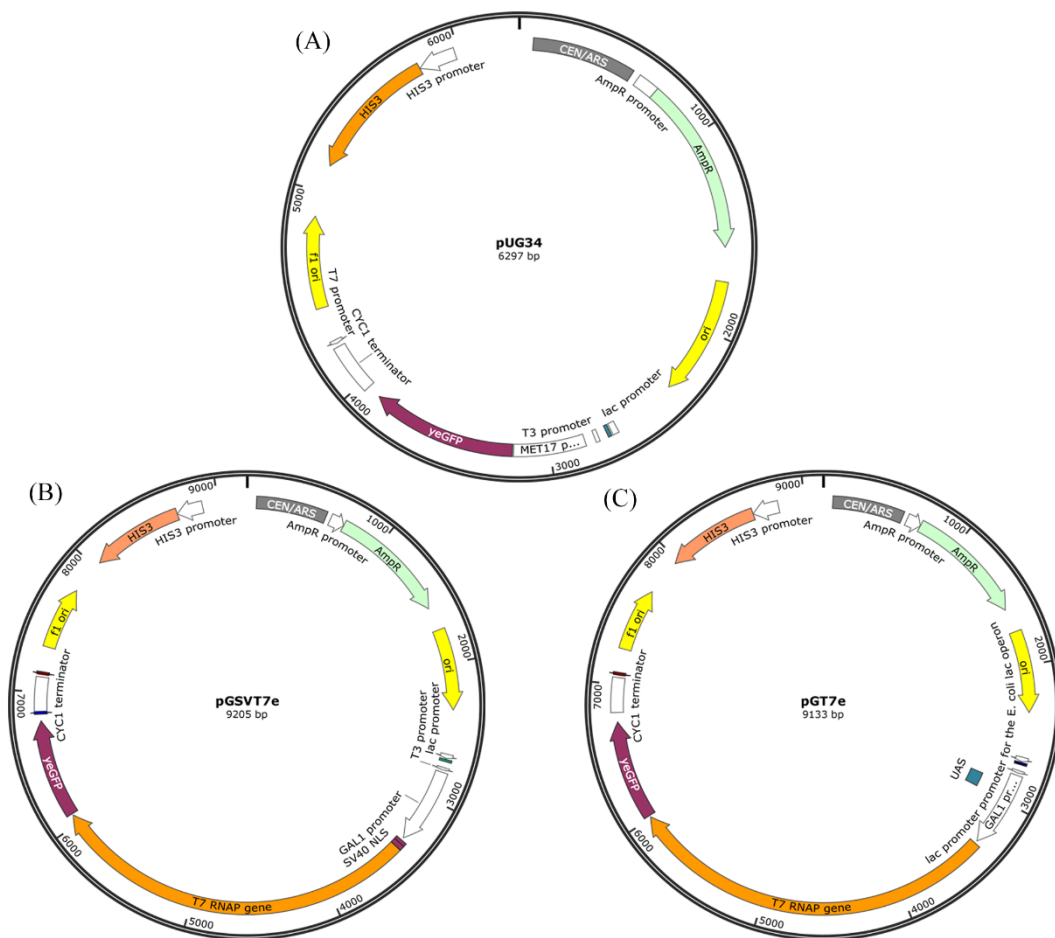 (A)
6000
CEN/ARS
HIS3 promoter
AmpR promoter
HIS3
1000
AmpR
5000
pUG34
6297 bp
f1 ori
T7 promoter
ori
2000
CYC1 terminator
4000
lac promoter
yeGFP
T3 promoter
MET17 p...
3000
(B)
9000
CEN/ARS
HIS3
HIS3 promoter
AmpR promoter
1000
AmpR
8000
f1 ori
2000
ori
CYC1 terminator
7000
pGSVT7e
9205 bp
T3 promoter
lac promoter
yeGFP
3000
GAL1 promoter
SV40 NLS
6000
T7 RNAP gene
4000
5000
(C)
9000
CEN/ARS
HIS3
HIS3 promoter
AmpR promoter
1000
AmpR
8000
f1 ori
2000
ori
CYC1 terminator
7000
pGT7e
9133 bp
lac promoter for the E. coli lac operon
UAS
yeGFP
3000
GAL1 pr...
6000
T7 RNAP gene
4000
5000